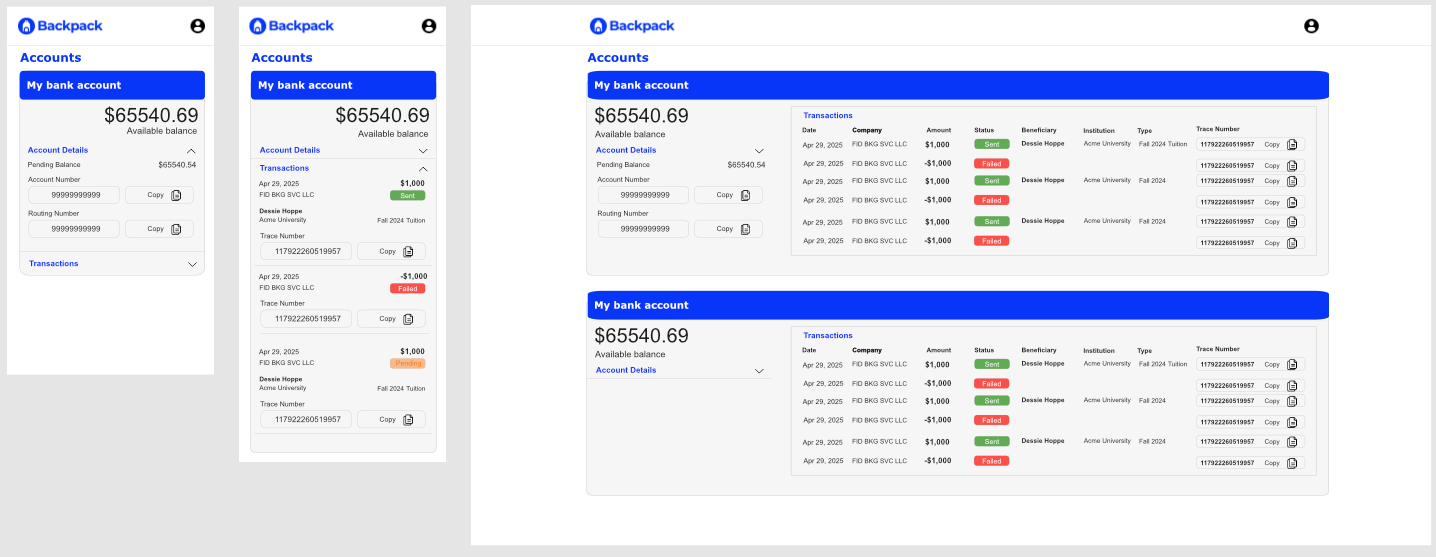 Backpack
Accounts
My bank account
$65540.69
Available balance
Account Details
Pending Balance $65540.54
Account Number
99999999999 Copy
Routing Number
99999999999 Copy
Transactions
Backpack
Accounts
My bank account
$65540.69
Available balance
Account Details
Transactions
Apr 29, 2025 $1,000
FID BKG SVC LLC Sent
Dessie Hoppe
Acme University Fall 2024 Tuition
Trace Number
117922260519957 Copy
Apr 29, 2025 -$1,000
FID BKG SVC LLC Failed
Trace Number
117922260519957 Copy
Apr 29, 2025 $1,000
FID BKG SVC LLC Pending
Dessie Hoppe
Acme University Fall 2024 Tuition
Trace Number
117922260519957 Copy
Backpack
Accounts
My bank account
$65540.69
Available balance
Account Details
Pending Balance $65540.54
Account Number
99999999999 Copy
Routing Number
99999999999 Copy
Transactions
Date Company Amount Status Beneficiary Institution Type Trace Number
Apr 29, 2025 FID BKG SVC LLC $1,000 Sent Dessie Hoppe Acme University Fall 2024 Tuition 117922260519957 Copy
Apr 29, 2025 FID BKG SVC LLC -$1,000 Failed 117922260519957 Copy
Apr 29, 2025 FID BKG SVC LLC $1,000 Sent Dessie Hoppe Acme University Fall 2024 117922260519957 Copy
Apr 29, 2025 FID BKG SVC LLC -$1,000 Failed 117922260519957 Copy
Apr 29, 2025 FID BKG SVC LLC $1,000 Sent Dessie Hoppe Acme University Fall 2024 117922260519957 Copy
Apr 29, 2025 FID BKG SVC LLC -$1,000 Failed 117922260519957 Copy
My bank account
$65540.69
Available balance
Account Details
Transactions
Date Company Amount Status Beneficiary Institution Type Trace Number
Apr 29, 2025 FID BKG SVC LLC $1,000 Sent Dessie Hoppe Acme University Fall 2024 Tuition 117922260519957 Copy
Apr 29, 2025 FID BKG SVC LLC -$1,000 Failed 117922260519957 Copy
Apr 29, 2025 FID BKG SVC LLC $1,000 Sent Dessie Hoppe Acme University Fall 2024 117922260519957 Copy
Apr 29, 2025 FID BKG SVC LLC -$1,000 Failed 117922260519957 Copy
Apr 29, 2025 FID BKG SVC LLC $1,000 Sent Dessie Hoppe Acme University Fall 2024 117922260519957 Copy
Apr 29, 2025 FID BKG SVC LLC -$1,000 Failed 117922260519957 Copy